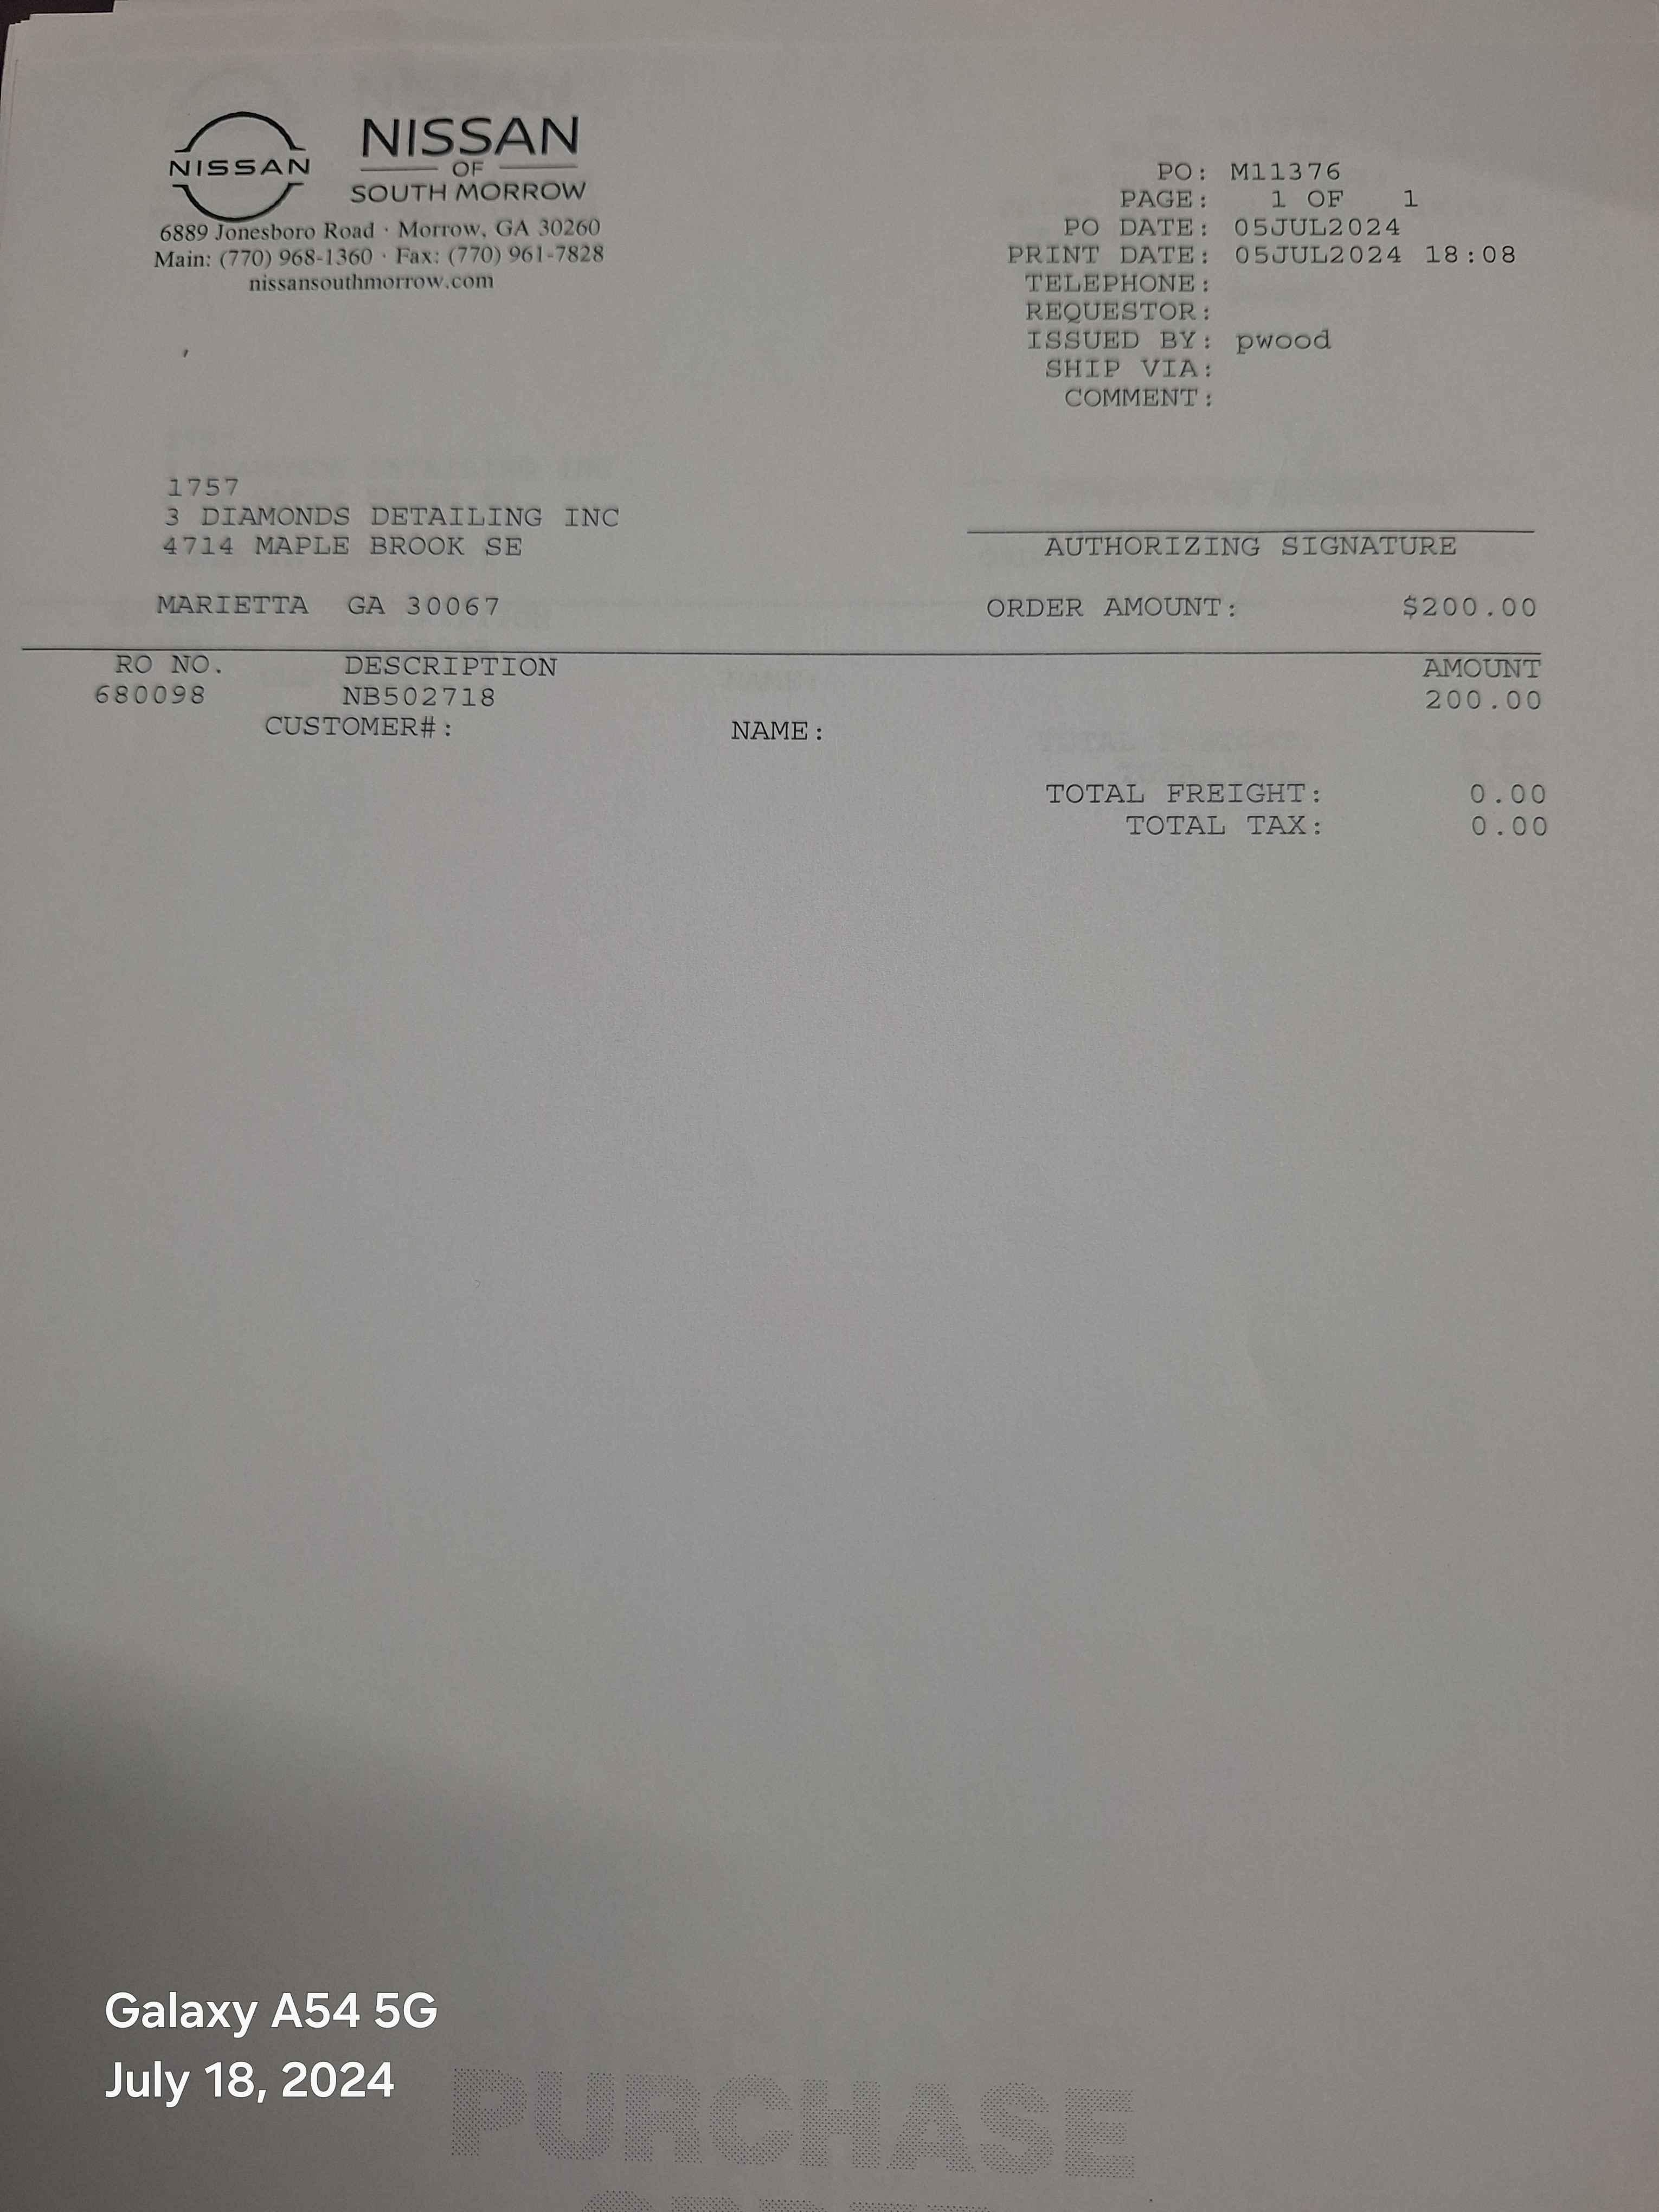 NISSAN
NISSAN
OF
SOUTH MORROW
6889 Jonesboro Road · Morrow, GA 30260
Main: (770) 968-1360 · Fax: (770) 961-7828
nissansouthmorrow.com
PO: M11376
PAGE: 1 OF 1
PO DATE: 05JUL2024
PRINT DATE: 05JUL2024 18:08
TELEPHONE:
REQUESTOR:
ISSUED BY: pwood
SHIP VIA:
COMMENT:
1757
3 DIAMONDS DETAILING INC
4714 MAPLE BROOK SE
MARIETTA GA 30067
AUTHORIZING SIGNATURE
ORDER AMOUNT: $200.00
RO NO. DESCRIPTION AMOUNT
680098 NB502718 200.00
CUSTOMER#: NAME:
TOTAL FREIGHT: 0.00
TOTAL TAX: 0.00
Galaxy A54 5G
July 18, 2024
PURCHASE